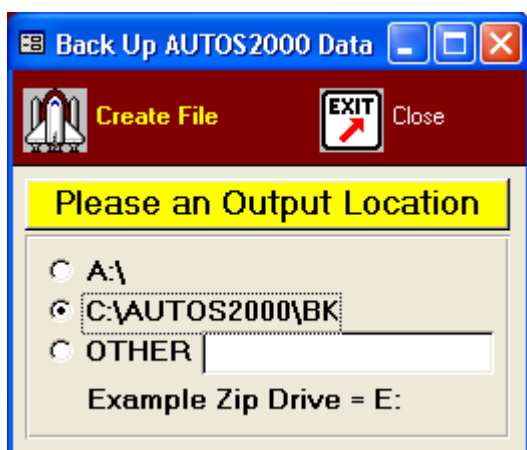 Back Up AUTOS2000 Data
Create File
EXIT
Close
Please an Output Location
A:\
C:\AUTOS2000\BK
OTHER
Example Zip Drive = E: